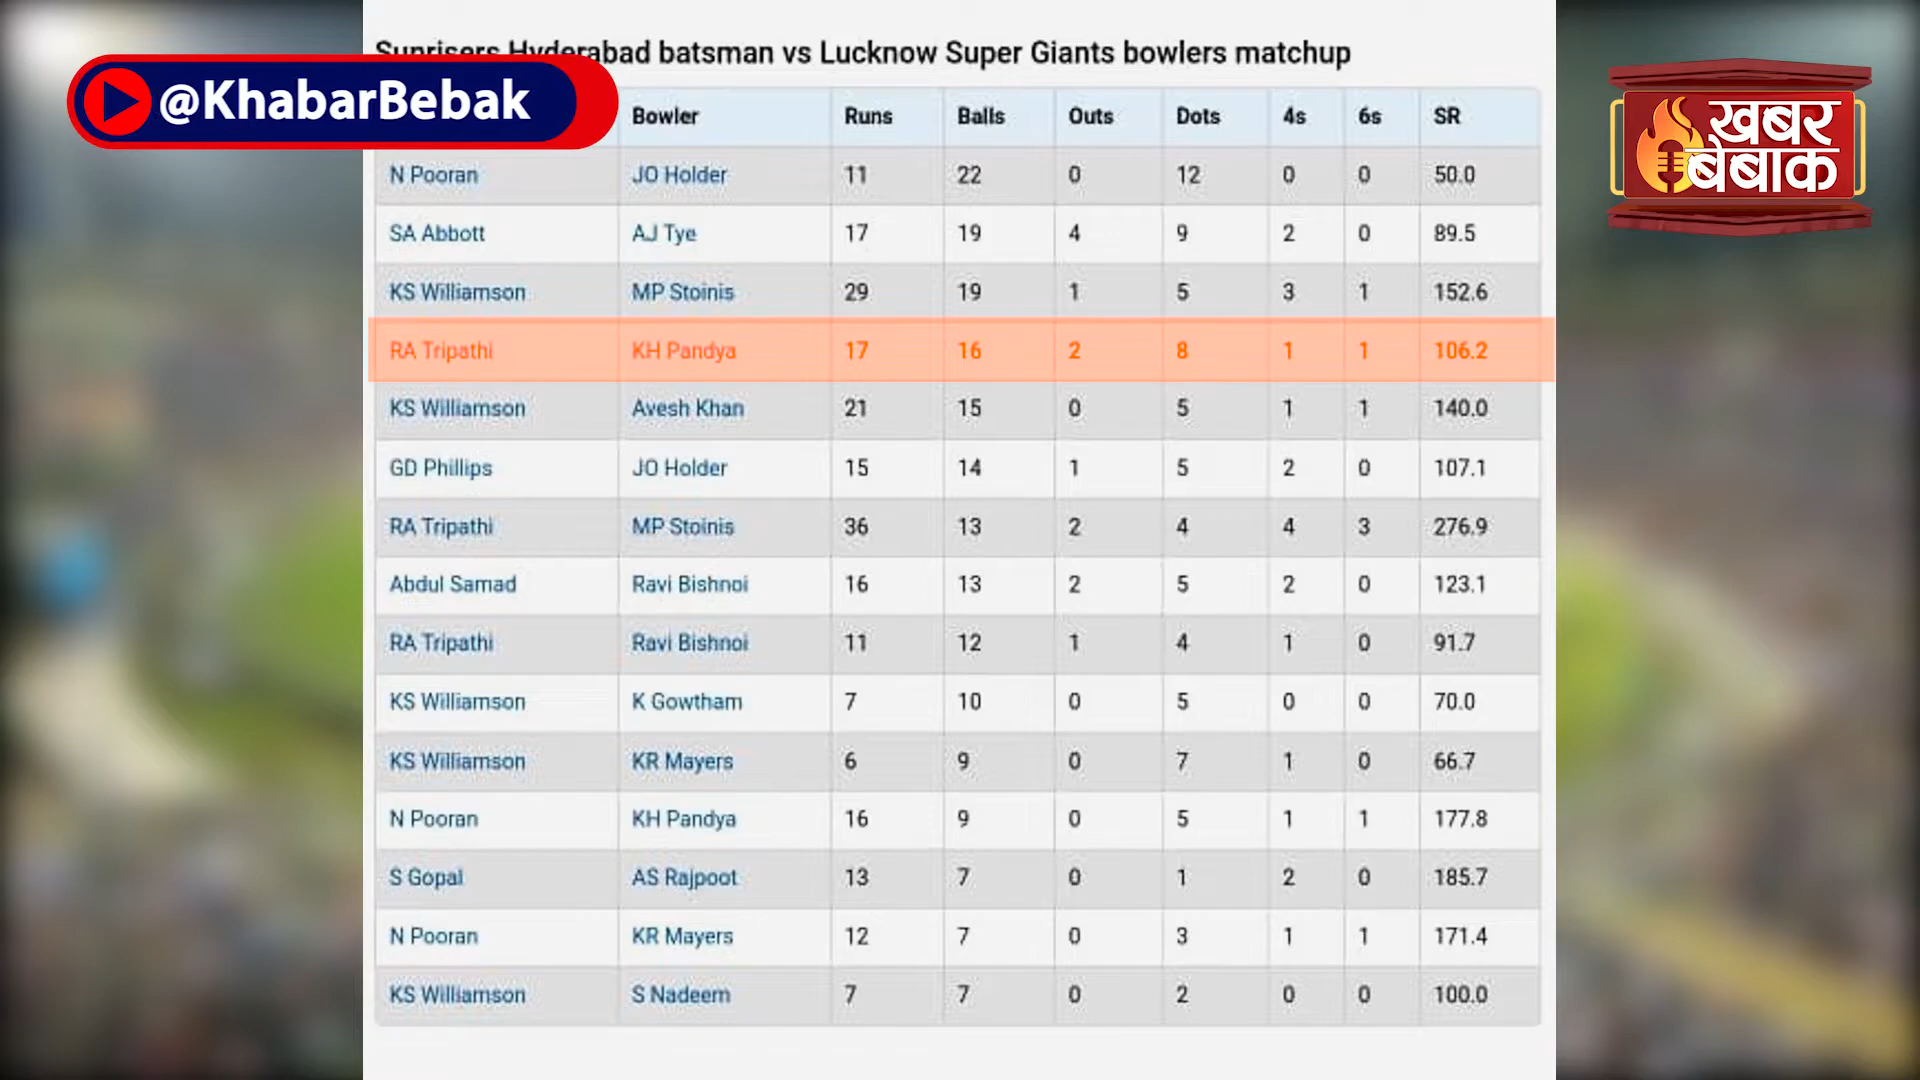 Sunrisers Hyderabad batsman vs Lucknow Super Giants bowlers matchup
@KhabarBebak
खबर
बेबाक
Bowler Runs Balls Outs Dots 4s 6s SR
N Pooran JO Holder 11 22 0 12 0 0 50.0
SA Abbott AJ Tye 17 19 4 9 2 0 89.5
KS Williamson MP Stoinis 29 19 1 5 3 1 152.6
RA Tripathi KH Pandya 17 16 2 8 1 1 106.2
KS Williamson Avesh Khan 21 15 0 5 1 1 140.0
GD Phillips JO Holder 15 14 1 5 2 0 107.1
RA Tripathi MP Stoinis 36 13 2 4 4 3 276.9
Abdul Samad Ravi Bishnoi 16 13 2 5 2 0 123.1
RA Tripathi Ravi Bishnoi 11 12 1 4 1 0 91.7
KS Williamson K Gowtham 7 10 0 5 0 0 70.0
KS Williamson KR Mayers 6 9 0 7 1 0 66.7
N Pooran KH Pandya 16 9 0 5 1 1 177.8
S Gopal AS Rajpoot 13 7 0 1 2 0 185.7
N Pooran KR Mayers 12 7 0 3 1 1 171.4
KS Williamson S Nadeem 7 7 0 2 0 0 100.0